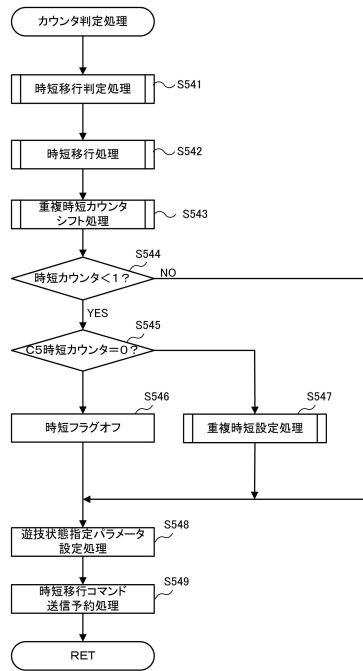 カウンタ判定処理
時短移行判定処理
S541
時短移行処理
S542
重複時短カウンタ
シフト処理
S543
時短カウンタ<1?
S544
NO
YES
C5時短カウンタ=0?
S545
時短フラグオフ
S546
重複時短設定処理
S547
遊技状態指定パラメータ
設定処理
S548
時短移行コマンド
送信予約処理
S549
RET